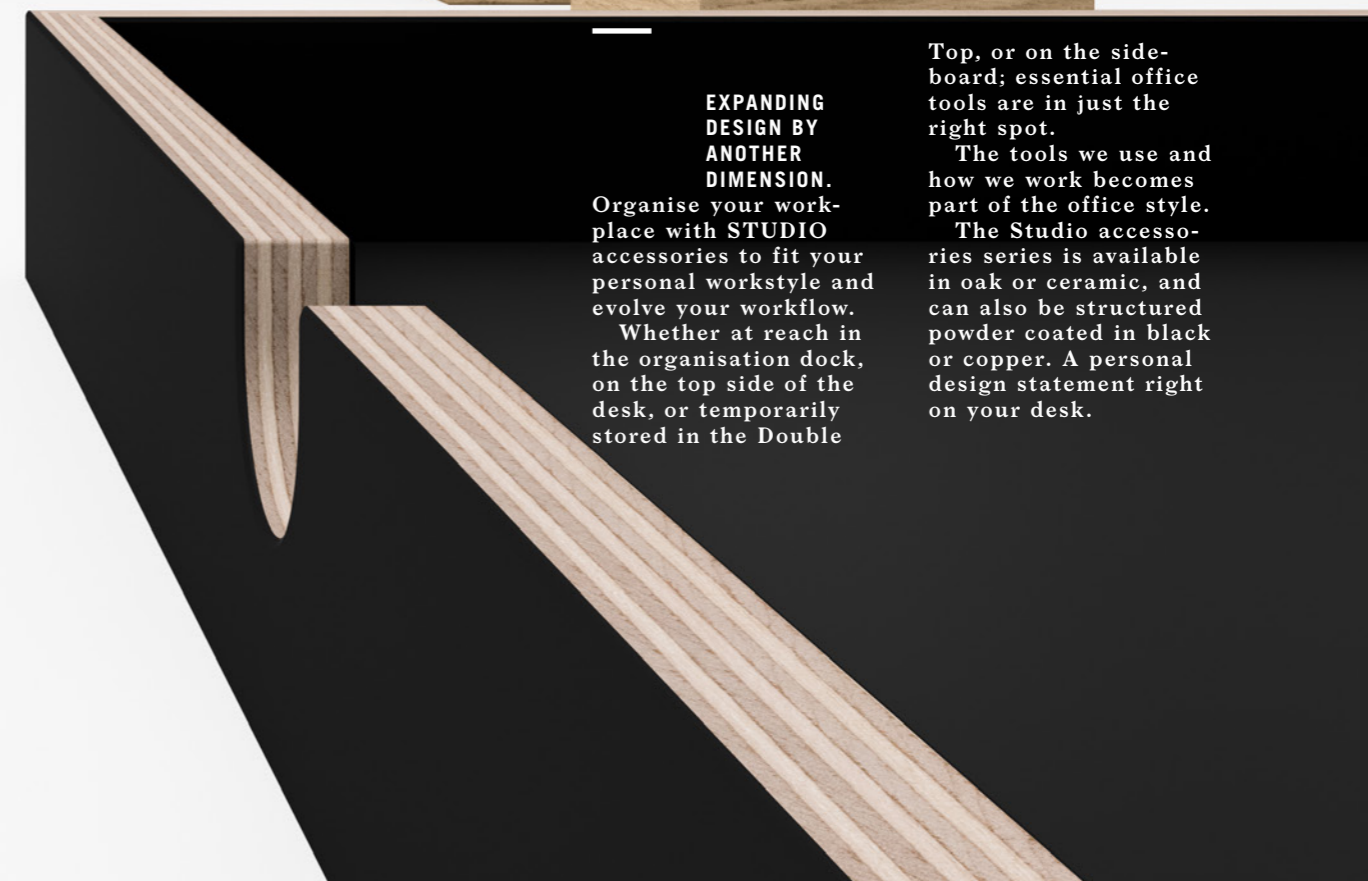 EXPANDING
DESIGN BY
ANOTHER
DIMENSION.
Organise your work-
place with STUDIO
accessories to fit your
personal workstyle and
evolve your workflow.
Whether at reach in
the organisation dock,
on the top side of the
desk, or temporarily
stored in the Double
Top, or on the side-
board; essential office
tools are in just the
right spot.
The tools we use and
how we work becomes
part of the office style.
The Studio accesso-
ries series is available
in oak or ceramic, and
can also be structured
powder coated in black
or copper. A personal
design statement right
on your desk.